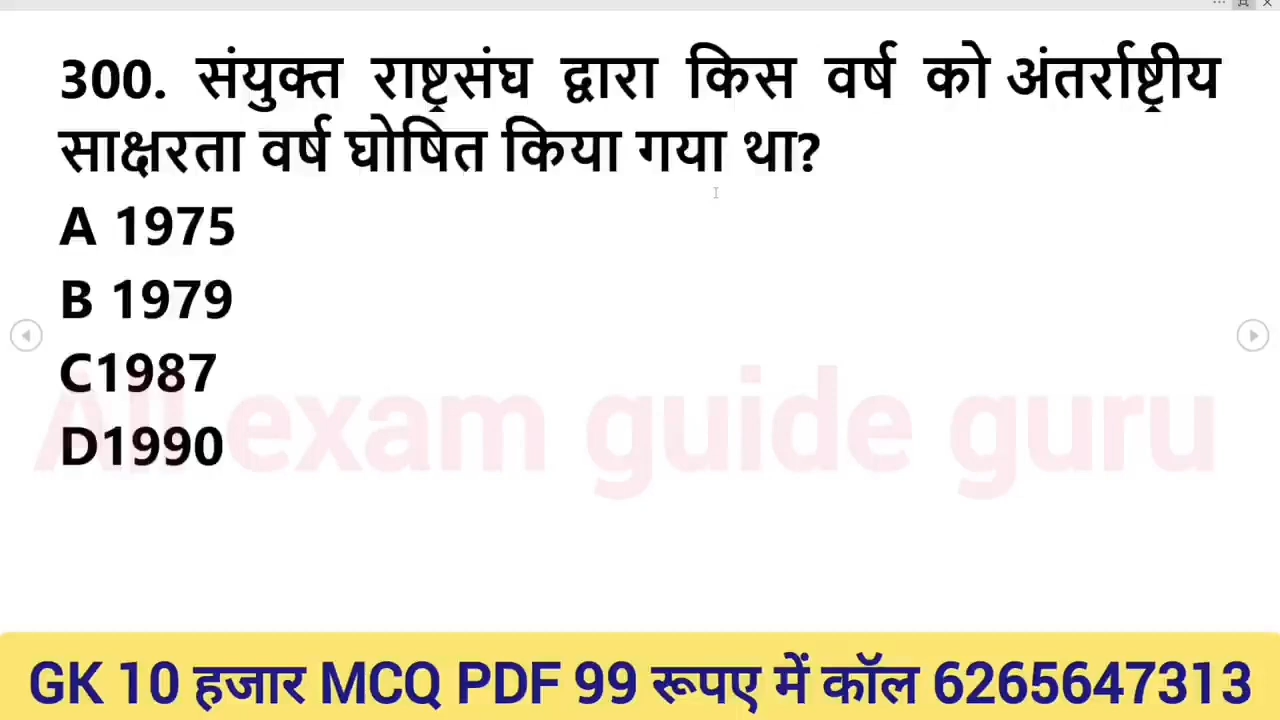 300. संयुक्त राष्ट्रसंघ द्वारा किस वर्ष को अंतर्राष्ट्रीय
साक्षरता वर्ष घोषित किया गया था?
A 1975
B 1979
C1987
D1990
All exam guide guru
GK 10 हजार MCQ PDF 99 रूपए में कॉल 6265647313